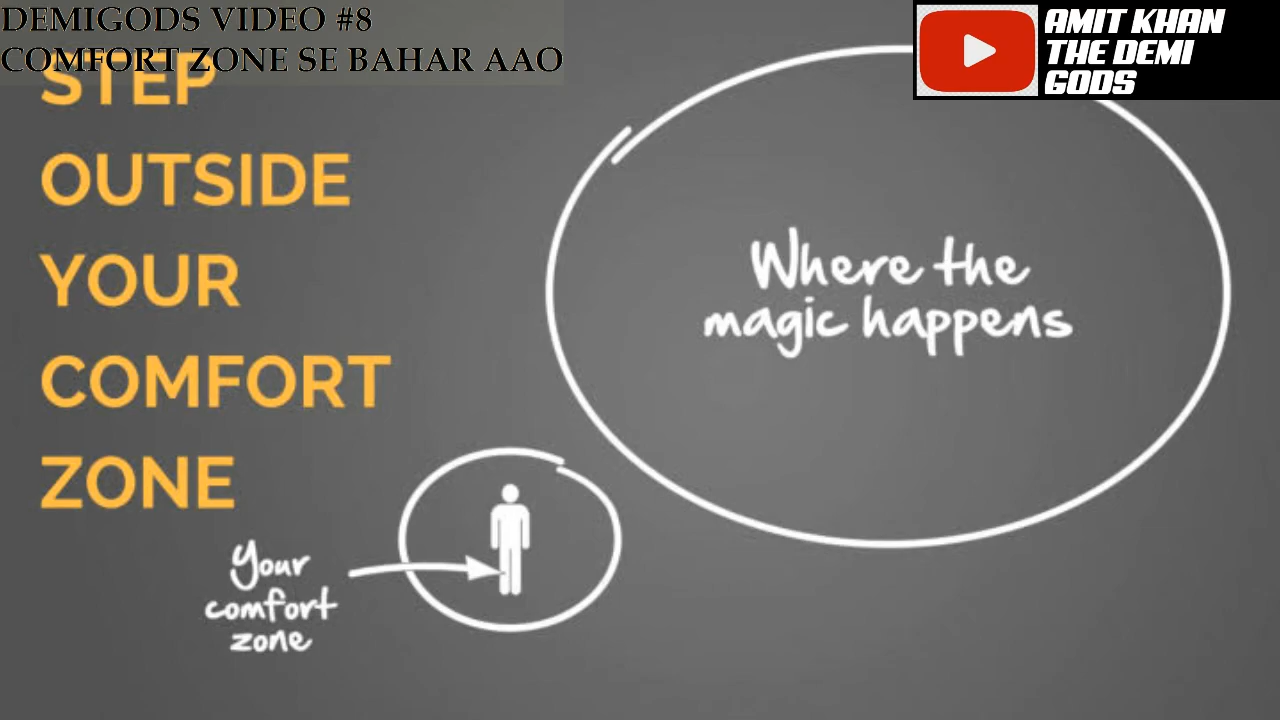 DEMIGODS VIDEO #8
COMFORT ZONE SE BAHAR AAO
AMIT KHAN
THE DEMI
GODS
STEP
OUTSIDE
YOUR
COMFORT
ZONE
Where the
magic happens
Your
comfort
zone